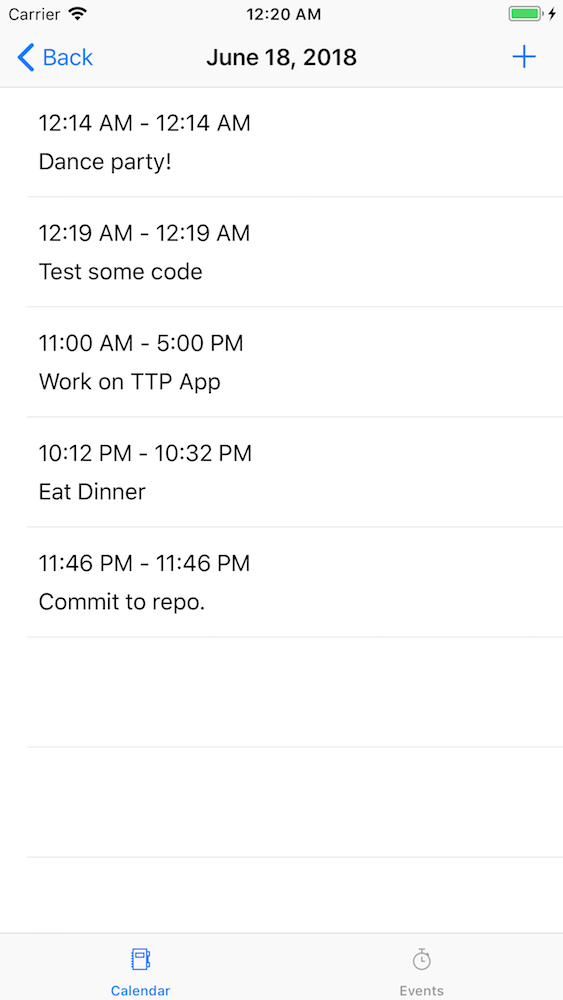 Carrier 12:20 AM
Back June 18, 2018 +
12:14 AM - 12:14 AM
Dance party!
12:19 AM - 12:19 AM
Test some code
11:00 AM - 5:00 PM
Work on TTP App
10:12 PM - 10:32 PM
Eat Dinner
11:46 PM - 11:46 PM
Commit to repo.
Calendar Events